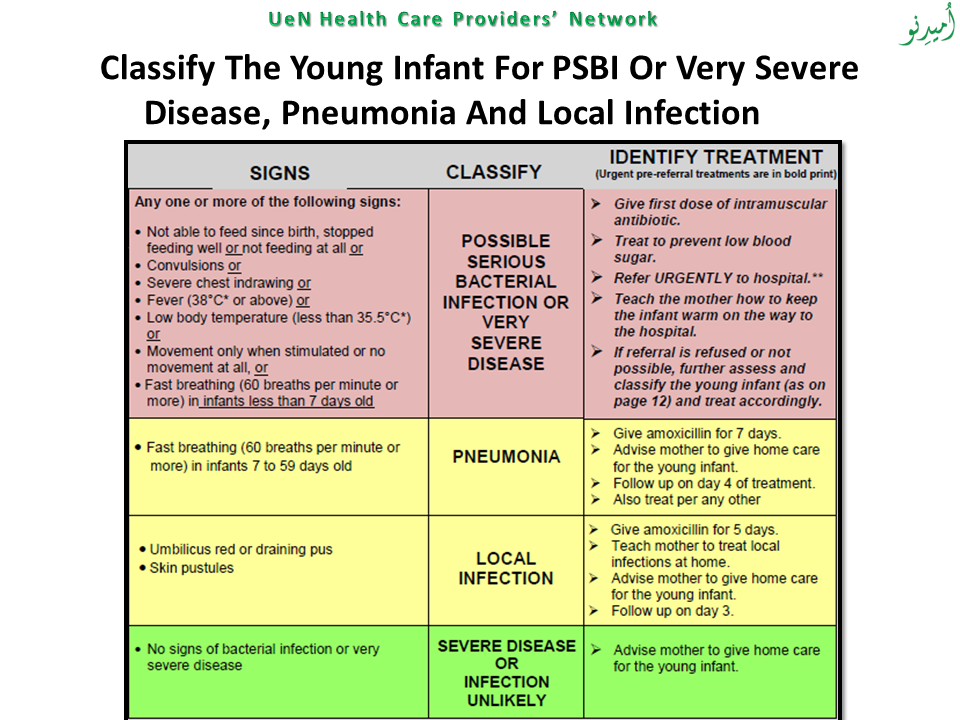 UeN Health Care Providers’ Network
اُمیدِنو
Classify The Young Infant For PSBI Or Very Severe
Disease, Pneumonia And Local Infection
SIGNS
CLASSIFY
IDENTIFY TREATMENT
(Urgent pre-referral treatments are in bold print)
Any one or more of the following signs:
• Not able to feed since birth, stopped
feeding well or not feeding at all or
• Convulsions or
• Severe chest indrawing or
• Fever (38°C* or above) or
• Low body temperature (less than 35.5°C*)
or
• Movement only when stimulated or no
movement at all, or
• Fast breathing (60 breaths per minute or
more) in infants less than 7 days old
POSSIBLE
SERIOUS
BACTERIAL
INFECTION OR
VERY
SEVERE
DISEASE
➢ Give first dose of intramuscular
antibiotic.
➢ Treat to prevent low blood
sugar.
➢ Refer URGENTLY to hospital.**
➢ Teach the mother how to keep
the infant warm on the way to
the hospital.
➢ If referral is refused or not
possible, further assess and
classify the young infant (as on
page 12) and treat accordingly.
• Fast breathing (60 breaths per minute or
more) in infants 7 to 59 days old
PNEUMONIA
➢ Give amoxicillin for 7 days.
➢ Advise mother to give home care
for the young infant.
➢ Follow up on day 4 of treatment.
➢ Also treat per any other
• Umbilicus red or draining pus
• Skin pustules
LOCAL
INFECTION
➢ Give amoxicillin for 5 days.
➢ Teach mother to treat local
infections at home.
➢ Advise mother to give home care
for the young infant.
➢ Follow up on day 3.
• No signs of bacterial infection or very
severe disease
SEVERE DISEASE
OR
INFECTION
UNLIKELY
➢ Advise mother to give home care
for the young infant.